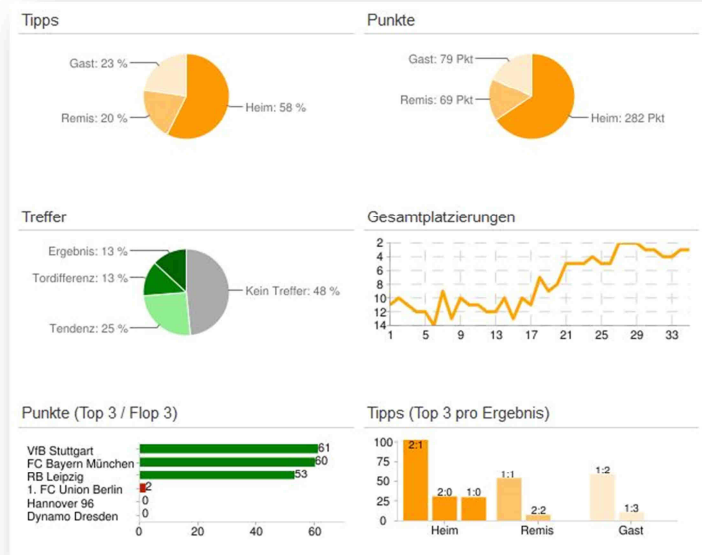 Tipps
Gast: 23 %
Remis: 20 %
Heim: 58 %
Punkte
Gast: 79 Pkt
Remis: 69 Pkt
Heim: 282 Pkt
Treffer
Ergebnis: 13 %
Tordifferenz: 13 %
Tendenz: 25 %
Kein Treffer: 48 %
Gesamtplatzierungen
2
4
6
8
10
12
14
1 5 9 13 17 21 25 29 33
Punkte (Top 3 / Flop 3)
VfB Stuttgart 61
FC Bayern München 60
RB Leipzig 53
1. FC Union Berlin 2
Hannover 96 0
Dynamo Dresden 0
0 20 40 60
Tipps (Top 3 pro Ergebnis)
100
75
50
25
0
2:1 2:0 1:0 1:1 2:2 1:2 1:3
Heim Remis Gast